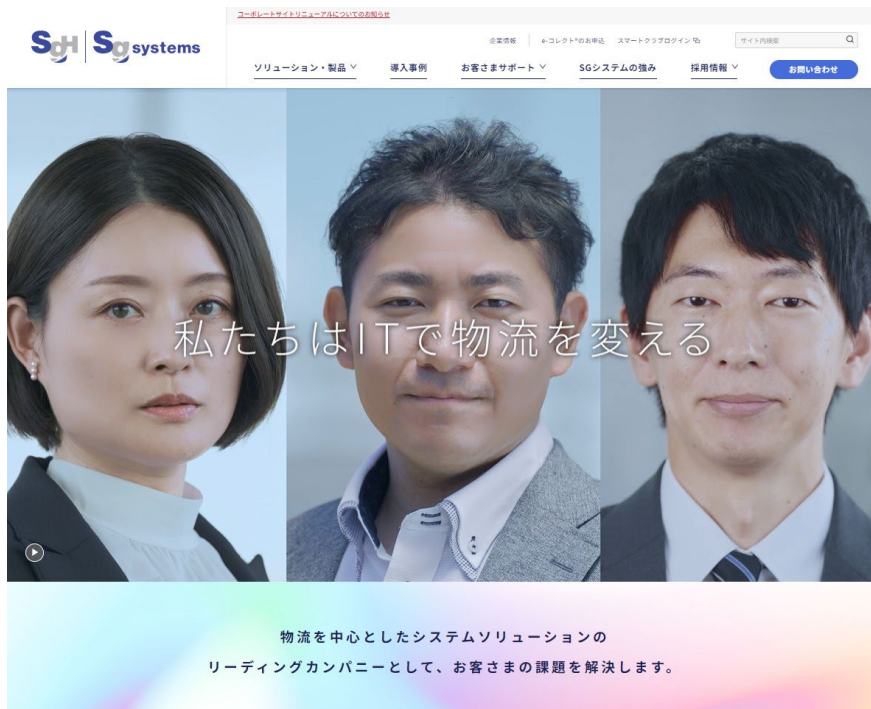 コーポレートサイトリニューアルについてのお知らせ
SgH Sg systems
企業情報 e-コレクト®のお申込 スマートクラブログイン
サイト内検索
ソリューション・製品 導入事例 お客さまサポート SGシステムの強み 採用情報 お問い合わせ
私たちはITで物流を変える
物流を中心としたシステムソリューションの
リーディングカンパニーとして、お客さまの課題を解決します。